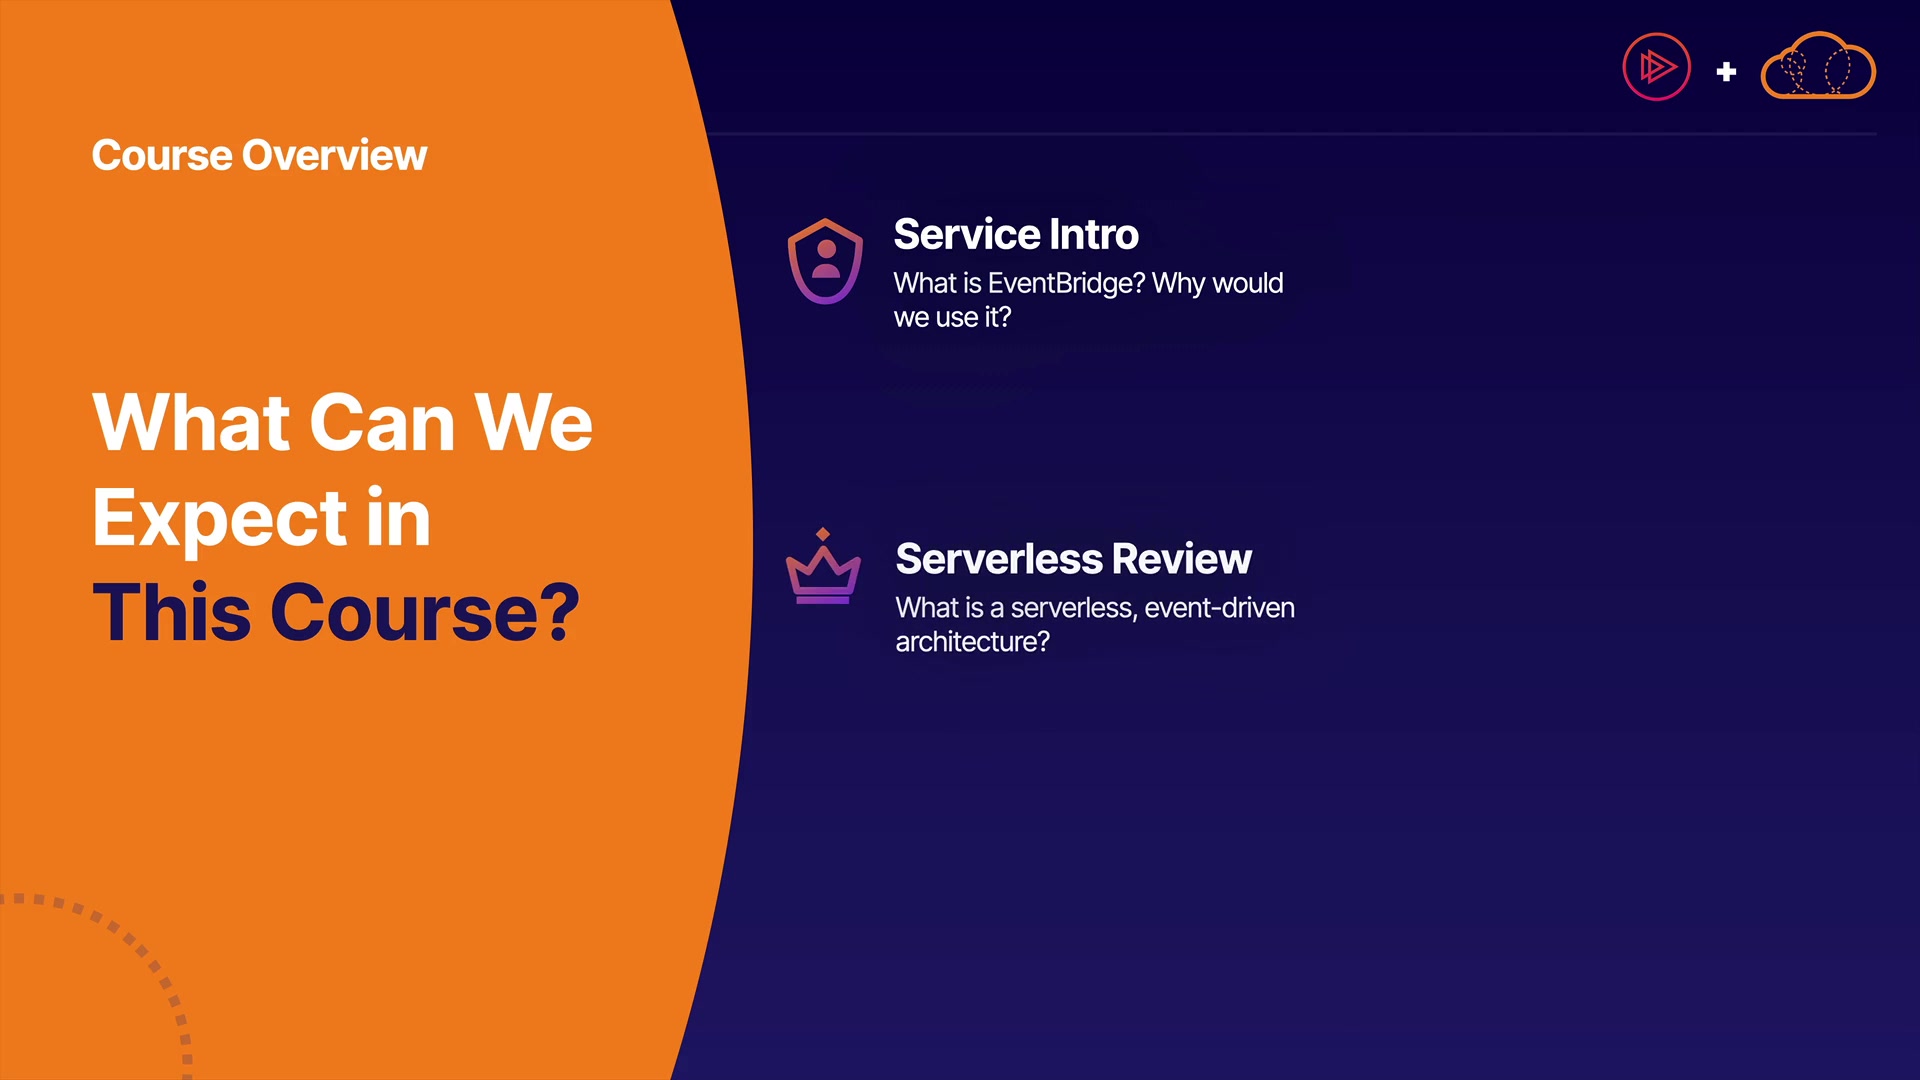 Course Overview
What Can We
Expect in
This Course?
Service Intro
What is EventBridge? Why would
we use it?
Serverless Review
What is a serverless, event-driven
architecture?